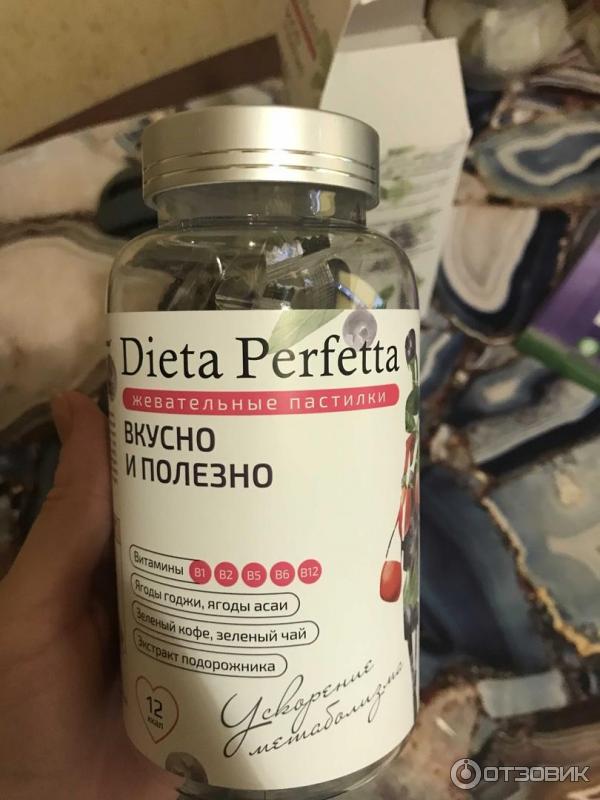 Dieta Perfetta
жевательные пастилки
ВКУСНО
И ПОЛЕЗНО
Витамины B1 B2 B5 B6 B12
Ягоды годжи, ягоды асаи
Зеленый кофе, зеленый чай
Экстракт подорожника
12
ккал
Ускорение
метаболизма
ОТЗОВИК